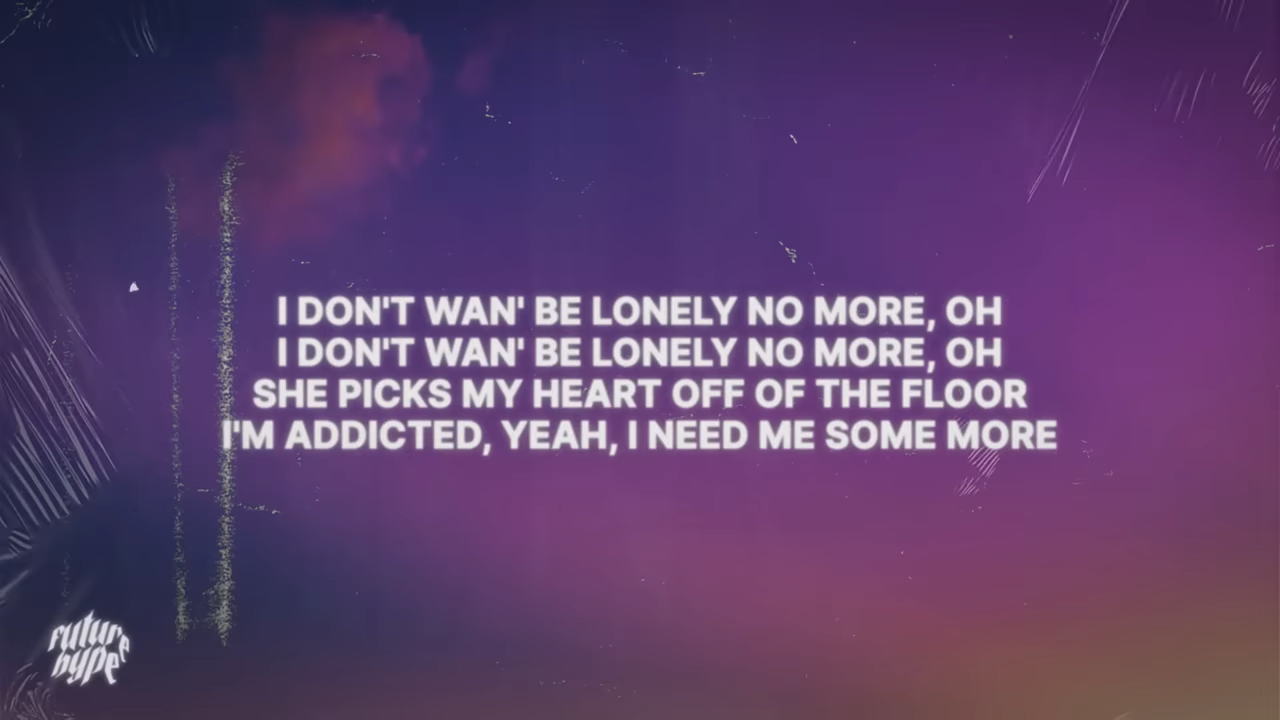 I DON'T WAN' BE LONELY NO MORE, OH
I DON'T WAN' BE LONELY NO MORE, OH
SHE PICKS MY HEART OFF OF THE FLOOR
I'M ADDICTED, YEAH, I NEED ME SOME MORE
future
hype